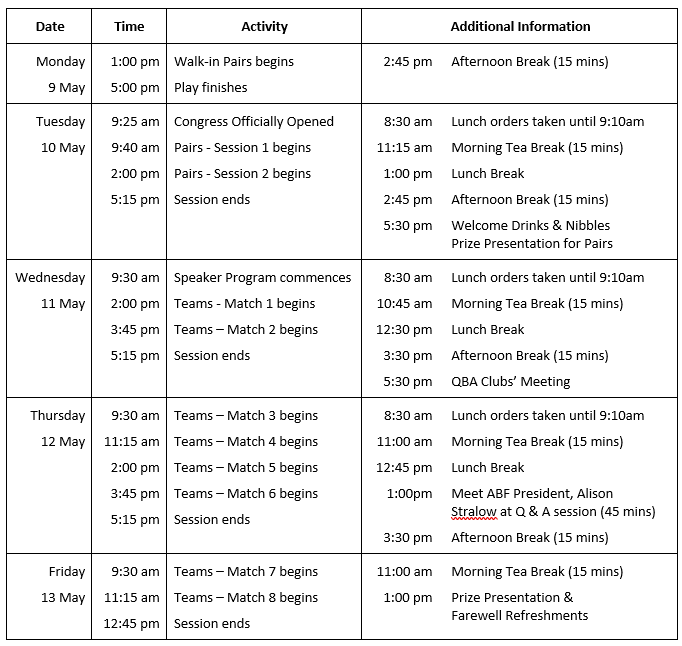 Date Time Activity Additional Information
Monday 1:00 pm Walk-in Pairs begins 2:45 pm Afternoon Break (15 mins)
9 May 5:00 pm Play finishes
Tuesday 9:25 am Congress Officially Opened 8:30 am Lunch orders taken until 9:10am
10 May 9:40 am Pairs - Session 1 begins 11:15 am Morning Tea Break (15 mins)
2:00 pm Pairs - Session 2 begins 1:00 pm Lunch Break
5:15 pm Session ends 2:45 pm Afternoon Break (15 mins)
5:30 pm Welcome Drinks & Nibbles
Prize Presentation for Pairs
Wednesday 9:30 am Speaker Program commences 8:30 am Lunch orders taken until 9:10am
11 May 2:00 pm Teams - Match 1 begins 10:45 am Morning Tea Break (15 mins)
3:45 pm Teams – Match 2 begins 12:30 pm Lunch Break
5:15 pm Session ends 3:30 pm Afternoon Break (15 mins)
5:30 pm QBA Clubs’ Meeting
Thursday 9:30 am Teams – Match 3 begins 8:30 am Lunch orders taken until 9:10am
12 May 11:15 am Teams – Match 4 begins 11:00 am Morning Tea Break (15 mins)
2:00 pm Teams – Match 5 begins 12:45 pm Lunch Break
3:45 pm Teams – Match 6 begins 1:00pm Meet ABF President, Alison
5:15 pm Session ends Stralow at Q & A session (45 mins)
3:30 pm Afternoon Break (15 mins)
Friday 9:30 am Teams – Match 7 begins 11:00 am Morning Tea Break (15 mins)
13 May 11:15 am Teams – Match 8 begins 1:00 pm Prize Presentation &
12:45 pm Session ends Farewell Refreshments